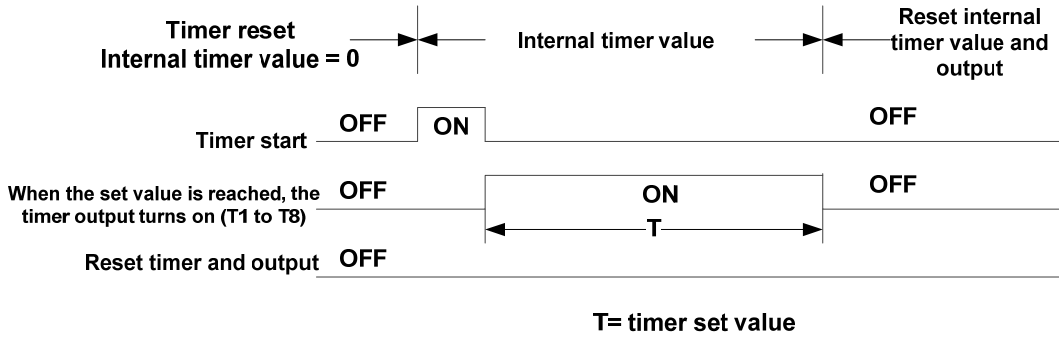 Timer reset
Internal timer value = 0
Internal timer value
Reset internal
timer value and
output
Timer start
OFF
ON
OFF
When the set value is reached, the
timer output turns on (T1 to T8)
OFF
ON
OFF
T
Reset timer and output
OFF
T= timer set value